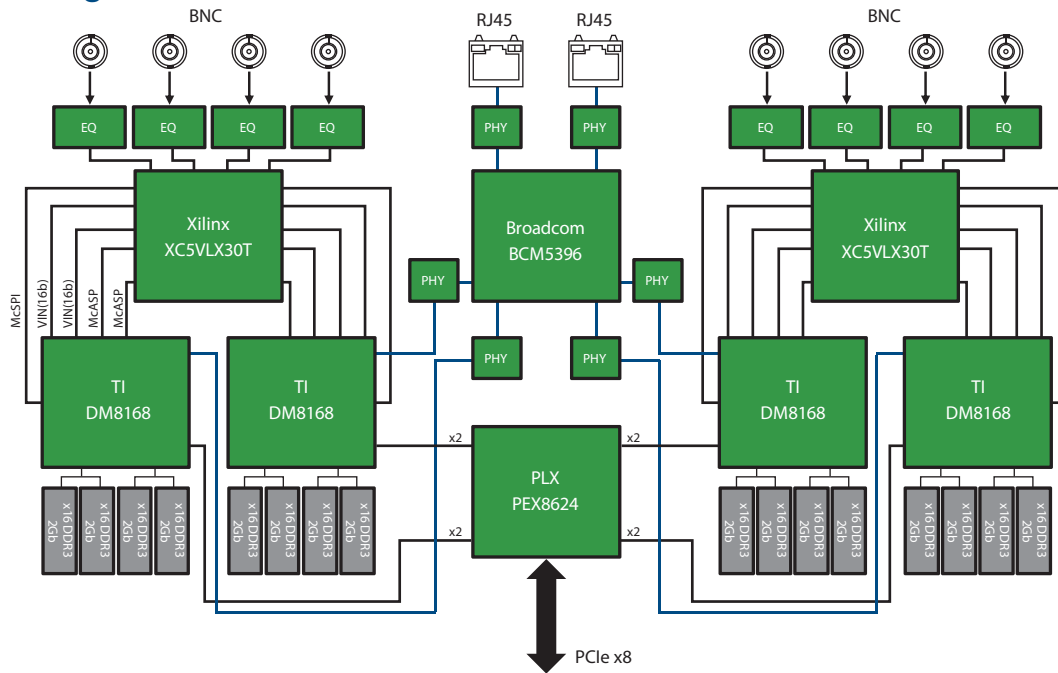 BNC
RJ45
RJ45
BNC
EQ
EQ
EQ
EQ
PHY
PHY
EQ
EQ
EQ
EQ
Xilinx
XC5VLX30T
Broadcom
BCM5396
Xilinx
XC5VLX30T
McSPI
VIN(16b)
VIN(16b)
McASP
McASP
PHY
PHY
PHY
PHY
TI
DM8168
TI
DM8168
TI
DM8168
TI
DM8168
x2
x2
PLX
PEX8624
x2
x2
x16 DDR3
2Gb
x16 DDR3
2Gb
x16 DDR3
2Gb
x16 DDR3
2Gb
x16 DDR3
2Gb
x16 DDR3
2Gb
x16 DDR3
2Gb
x16 DDR3
2Gb
x16 DDR3
2Gb
x16 DDR3
2Gb
x16 DDR3
2Gb
x16 DDR3
2Gb
x16 DDR3
2Gb
x16 DDR3
2Gb
x16 DDR3
2Gb
x16 DDR3
2Gb
PCIe x8